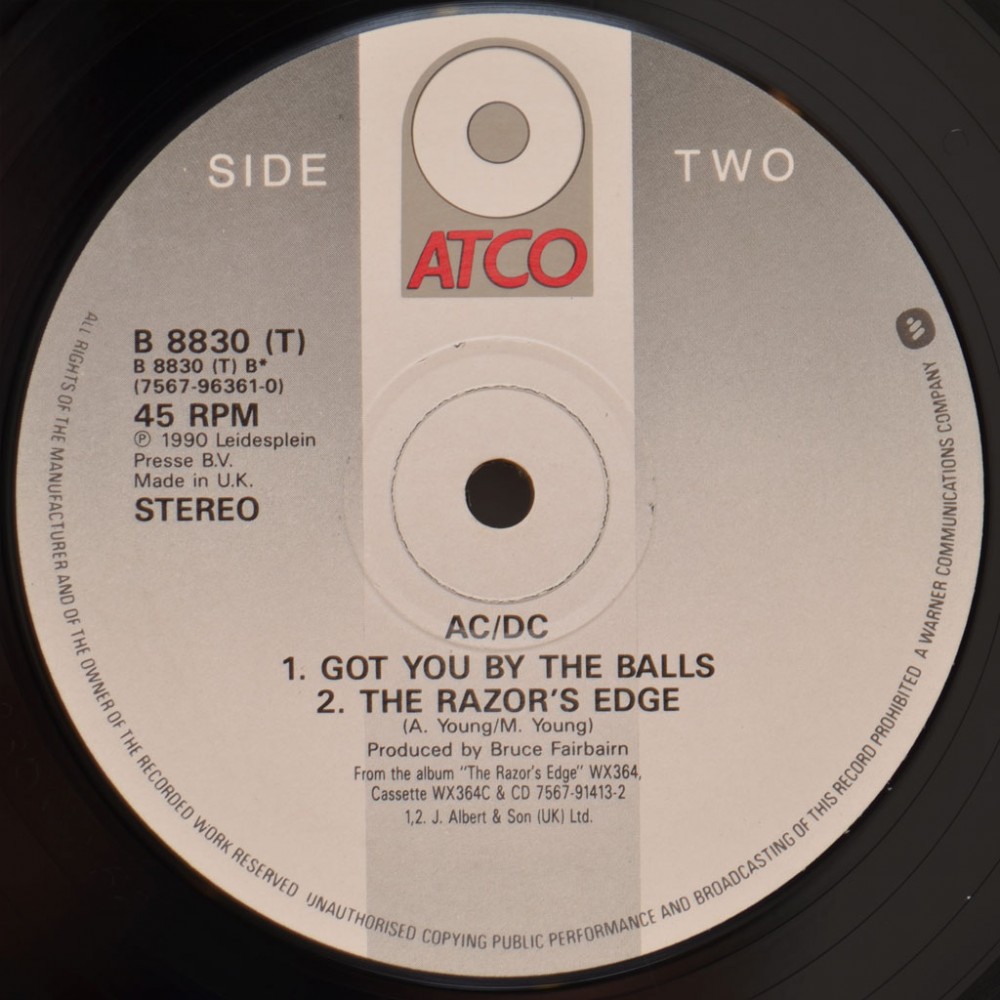 SIDE TWO
ATCO
B 8830 (T)
B 8830 (T) B*
(7567-96361-0)
45 RPM
℗ 1990 Leidesplein
Presse B.V.
Made in U.K.
STEREO
AC/DC
1. GOT YOU BY THE BALLS
2. THE RAZOR'S EDGE
(A. Young/M. Young)
Produced by Bruce Fairbairn
From the album "The Razor's Edge" WX364,
Cassette WX364C & CD 7567-91413-2
1,2. J. Albert & Son (UK) Ltd.
ALL RIGHTS OF THE MANUFACTURER AND OF THE OWNER OF THE RECORDED WORK RESERVED UNAUTHORISED COPYING PUBLIC PERFORMANCE AND BROADCASTING OF THIS RECORD PROHIBITED A WARNER COMMUNICATIONS COMPANY